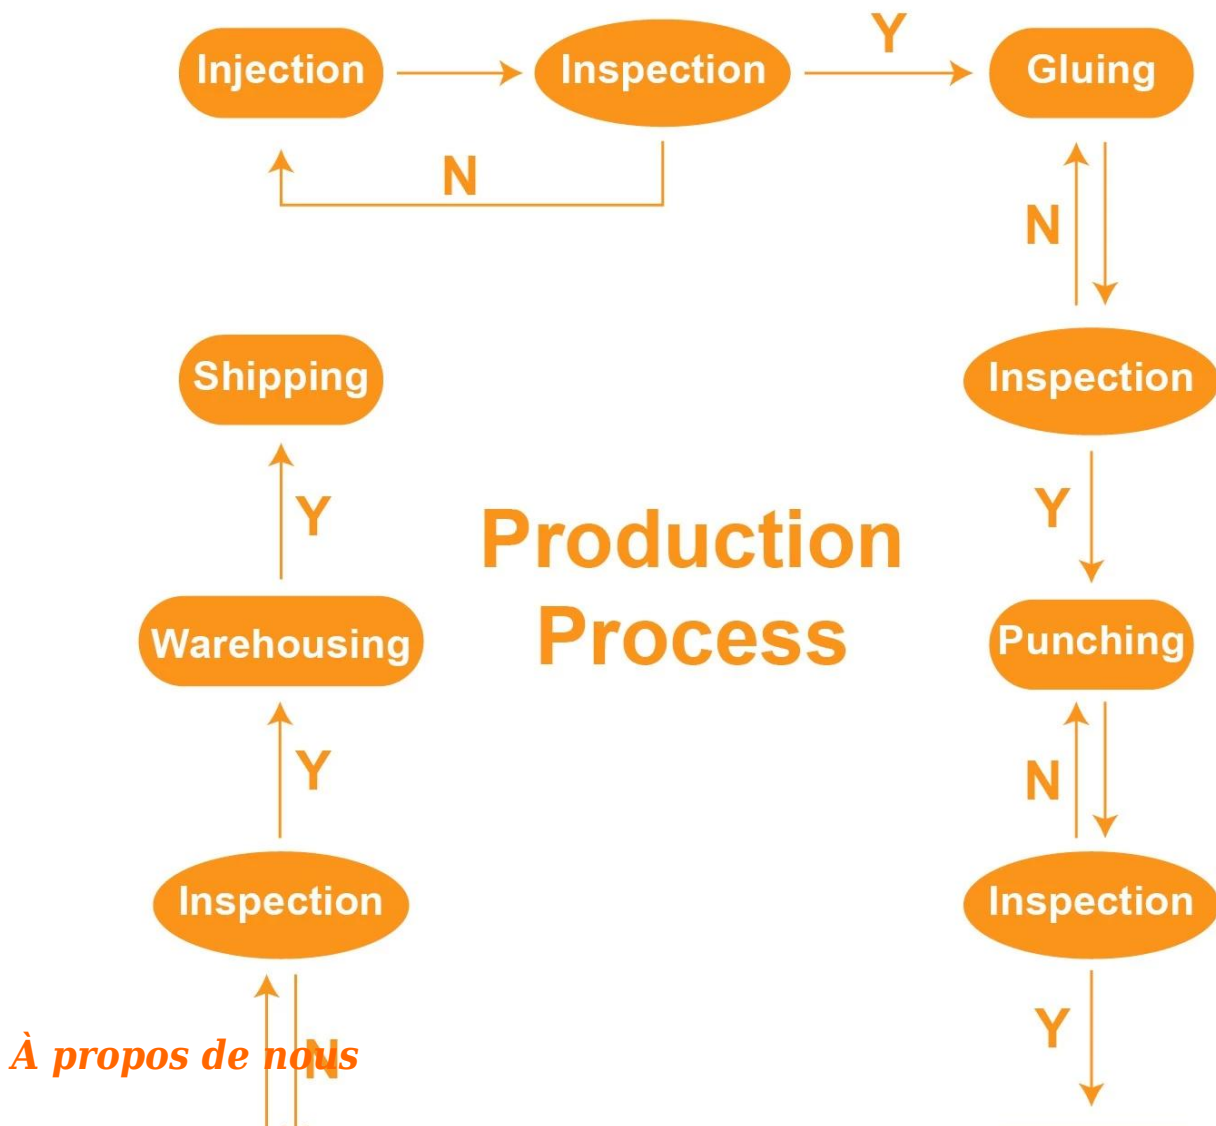 Injection
Inspection
Y
Gluing
N
N
Shipping
Inspection
Y
Y
Production
Process
Warehousing
Punching
Y
N
Inspection
Inspection
Y
N
À propos de nous